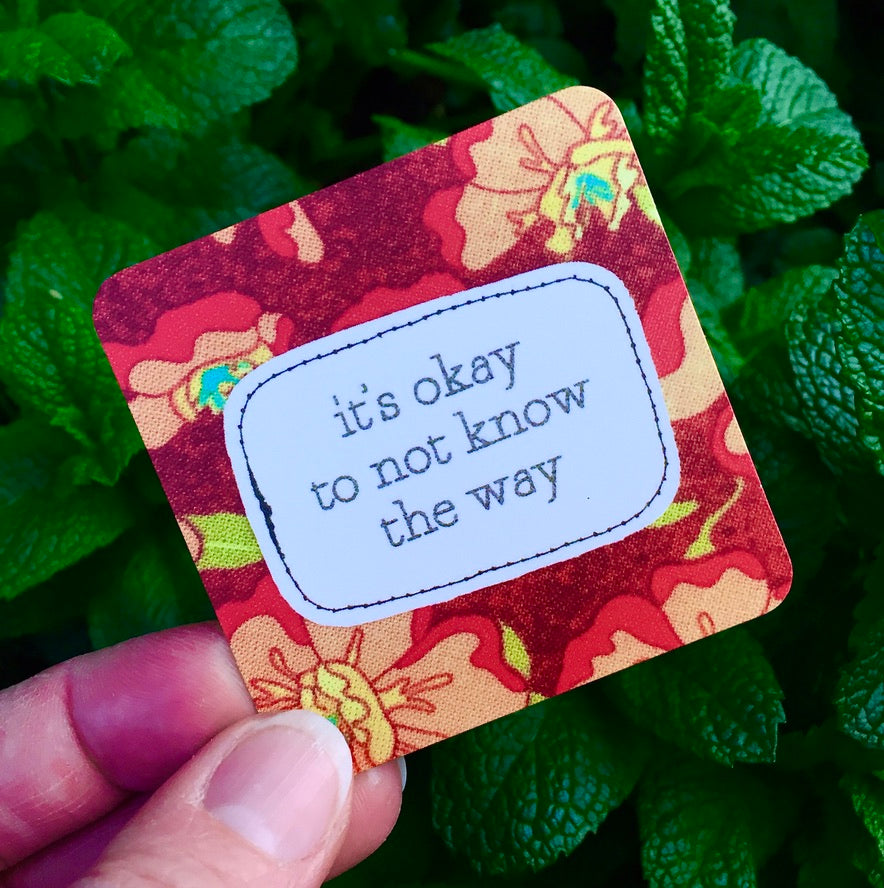 it's okay
to not know
the way